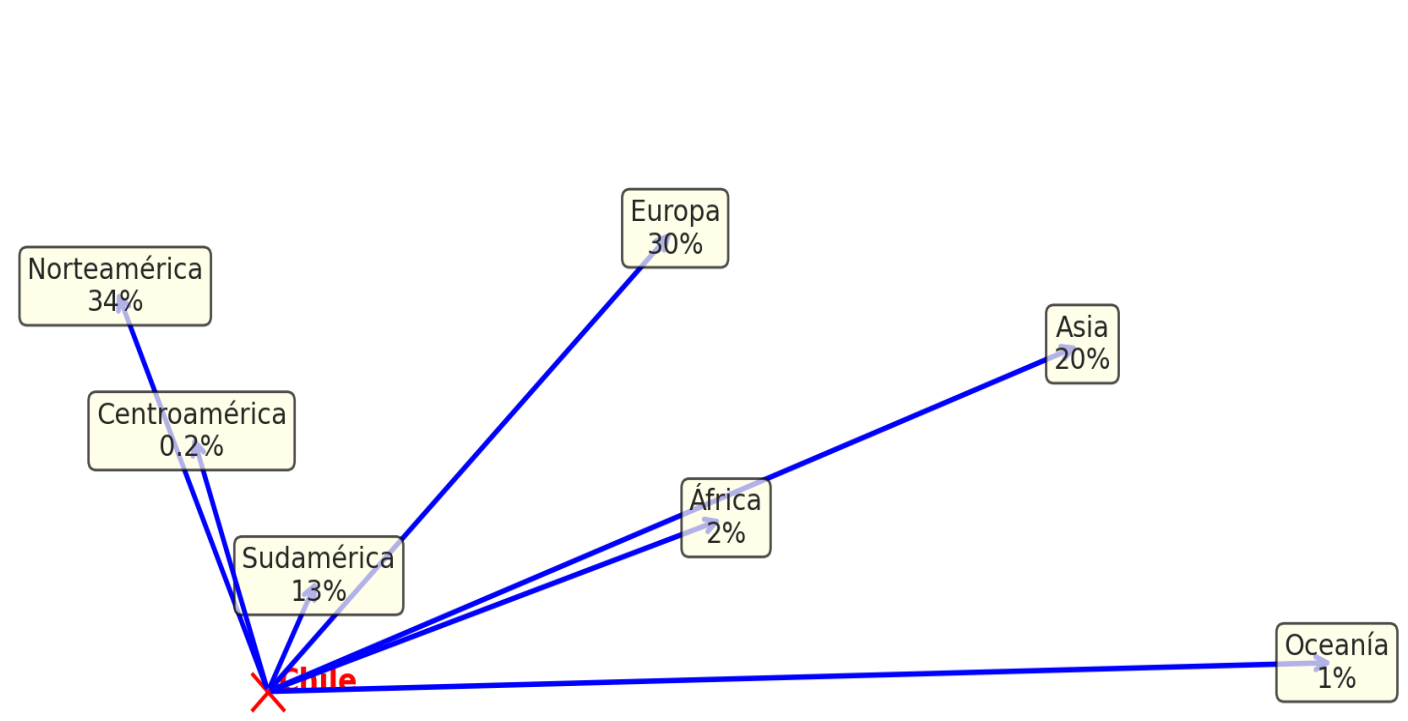 Europa
30%
Norteamérica
34%
Asia
20%
Centroamérica
0.2%
África
2%
Sudamérica
13%
Oceanía
1%
Chile